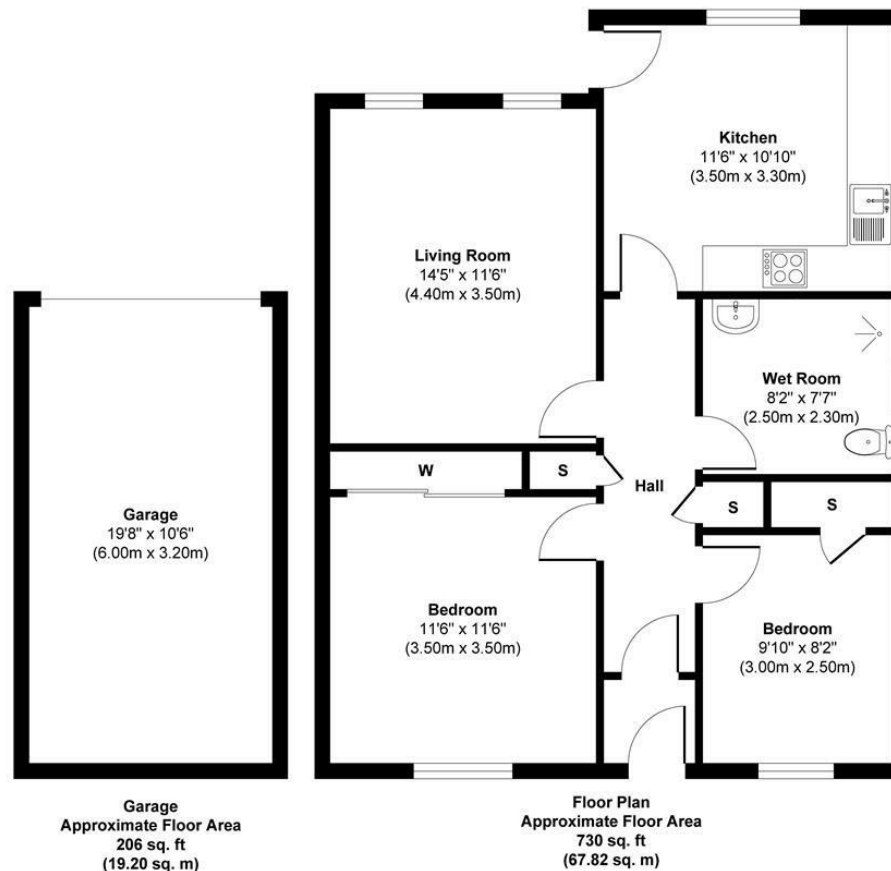 Kitchen
11'6" x 10'10"
(3.50m x 3.30m)
Living Room
14'5" x 11'6"
(4.40m x 3.50m)
Wet Room
8'2" x 7'7"
(2.50m x 2.30m)
W
S
Hall
S
S
Garage
19'8" x 10'6"
(6.00m x 3.20m)
Bedroom
11'6" x 11'6"
(3.50m x 3.50m)
Bedroom
9'10" x 8'2"
(3.00m x 2.50m)
Garage
Approximate Floor Area
206 sq. ft
(19.20 sq. m)
Floor Plan
Approximate Floor Area
730 sq. ft
(67.82 sq. m)